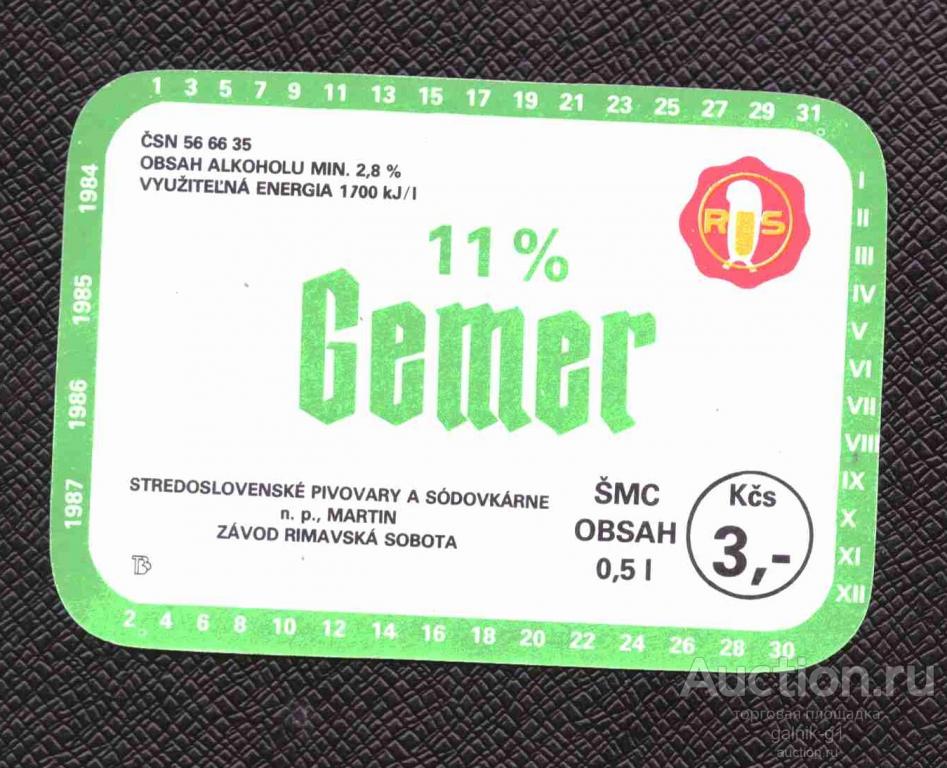 1 3 5 7 9 11 13 15 17 19 21 23 25 27 29 31
ČSN 56 66 35
OBSAH ALKOHOLU MIN. 2,8 %
VYUŽITEĽNÁ ENERGIA 1700 kJ/l
1984
1985
1986
1987
R S
I
II
III
IV
V
VI
VII
VIII
IX
X
XI
XII
11 %
Gemer
STREDOSLOVENSKÉ PIVOVARY A SÓDOVKÁRNE
n. p., MARTIN
ZÁVOD RIMAVSKÁ SOBOTA
ŠMC
OBSAH
0,5 l
Kčs
3,-
2 4 6 8 10 12 14 16 18 20 22 24 26 28 30
Auction.ru
торговая площадка
galnik-g1
auction.ru